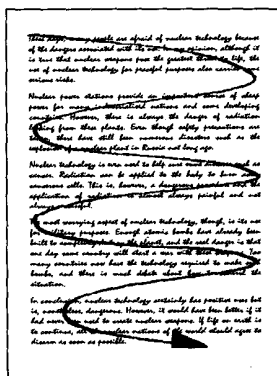 These days, many people are afraid of nuclear technology because
of the dangers associated with its use. In my opinion, although it
is true that nuclear weapons pose the greatest threat to life, the
use of nuclear technology for peaceful purposes also carries
serious risks.
Nuclear power stations provide an important source of cheap
power for many industrialised nations and some developing
countries. However, there is always the danger of radiation
leaking from these plants. Even though safety precautions are
taken, there have still been numerous disasters such as the
explosion of a nuclear plant in Russia not long ago.
Nuclear technology is even used to help cure some diseases such as
cancer. Radiation can be applied to the body to burn
cancerous cells. This is, however, a dangerous procedure and the
application of radiation is almost always painful and not
always successful.
The most worrying aspect of nuclear technology, though, is its use
for military purposes. Enough atomic bombs have already been
built to completely destroy the planet, and the real danger is that
one day some country will start a war with these weapons. Too
many countries now have the technology required to make
bombs, and there is much debate about how to control the
situation.
In conclusion, nuclear technology certainly has positive uses but
is, nonetheless, dangerous. However, it would have been better if it
had never been used to create nuclear weapons. If life on earth is
to continue, all the nuclear nations of the world should agree to
disarm as soon as possible.